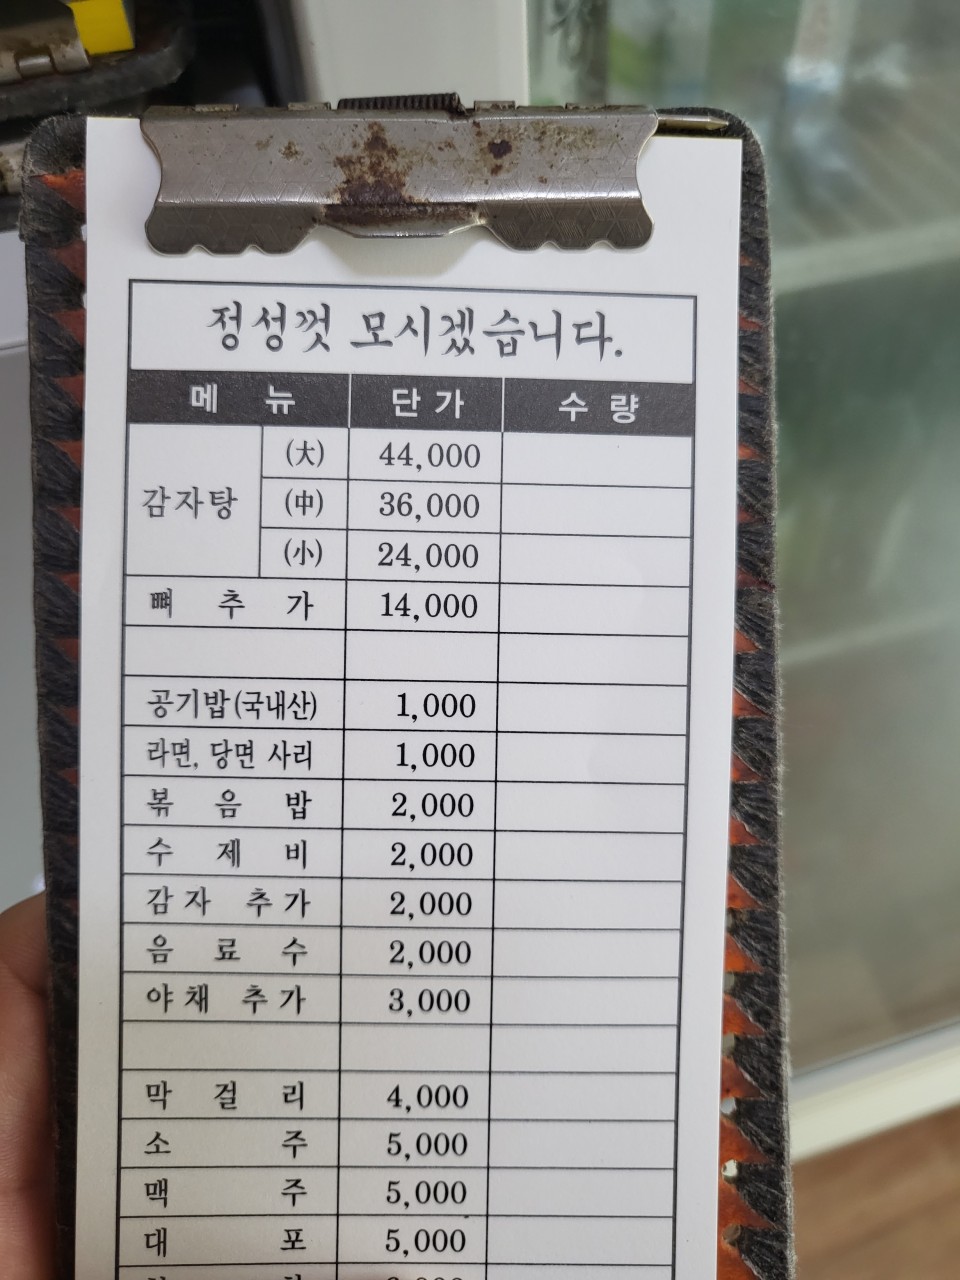 정성껏 모시겠습니다.
메 뉴 단 가 수 량
감자탕 (大) 44,000
(中) 36,000
(小) 24,000
뼈 추 가 14,000
공기밥(국내산) 1,000
라면, 당면 사리 1,000
볶 음 밥 2,000
수 제 비 2,000
감자 추가 2,000
음 료 수 2,000
야채 추가 3,000
막 걸 리 4,000
소 주 5,000
맥 주 5,000
대 포 5,000